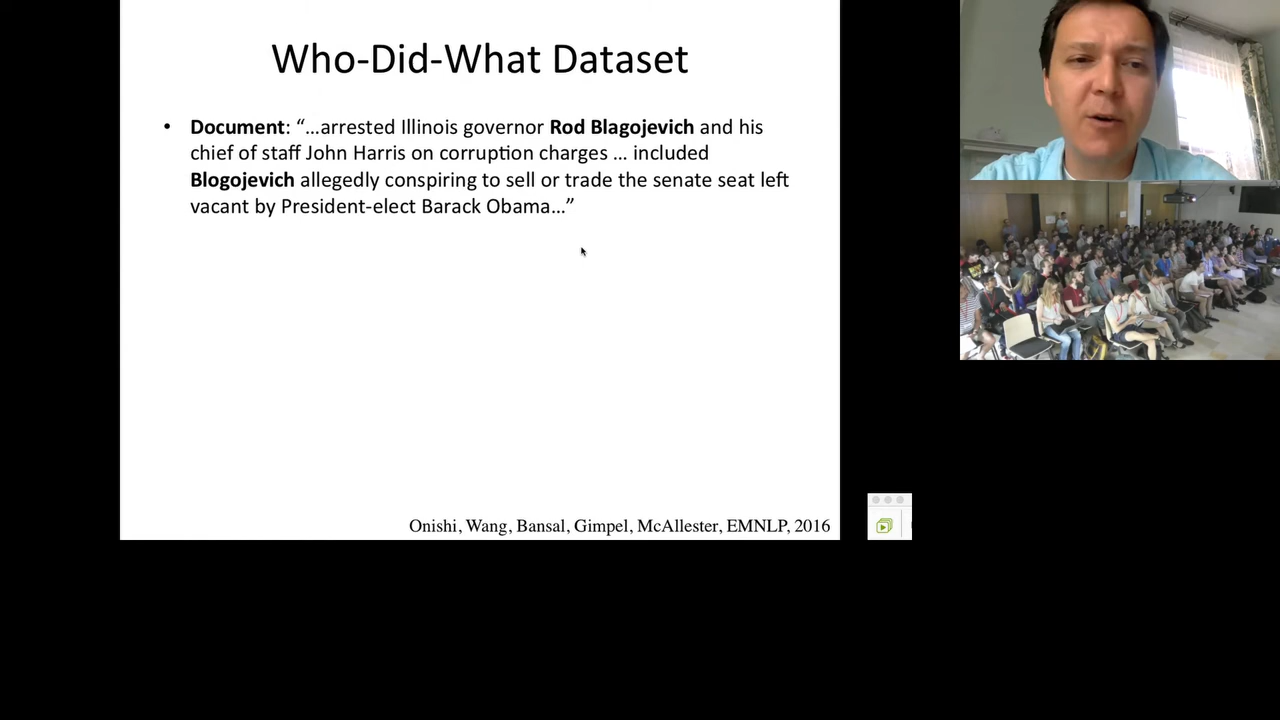 Who-Did-What Dataset
• Document: “…arrested Illinois governor Rod Blagojevich and his
chief of staff John Harris on corruption charges … included
Blogojevich allegedly conspiring to sell or trade the senate seat left
vacant by President-elect Barack Obama…”
Onishi, Wang, Bansal, Gimpel, McAllester, EMNLP, 2016